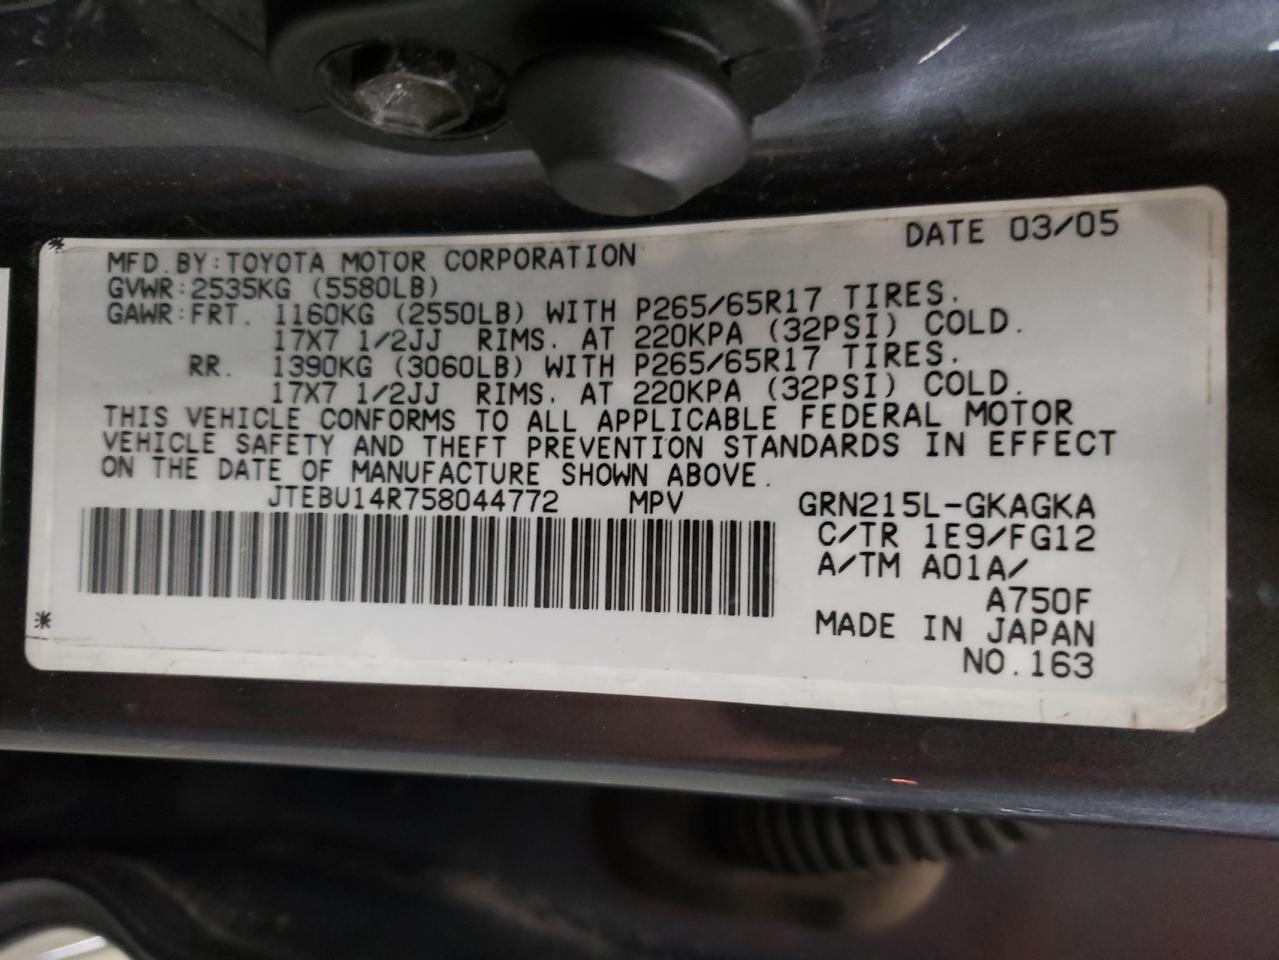 DATE 03/05
MFD.BY:TOYOTA MOTOR CORPORATION
GVWR:2535KG (5580LB)
GAWR:FRT. 1160KG (2550LB) WITH P265/65R17 TIRES.
17X7 1/2JJ RIMS. AT 220KPA (32PSI) COLD.
RR. 1390KG (3060LB) WITH P265/65R17 TIRES.
17X7 1/2JJ RIMS. AT 220KPA (32PSI) COLD.
THIS VEHICLE CONFORMS TO ALL APPLICABLE FEDERAL MOTOR
VEHICLE SAFETY AND THEFT PREVENTION STANDARDS IN EFFECT
ON THE DATE OF MANUFACTURE SHOWN ABOVE.
JTEBU14R758044772 MPV GRN215L-GKAGKA
C/TR 1E9/FG12
A/TM A01A/
A750F
MADE IN JAPAN
NO.163